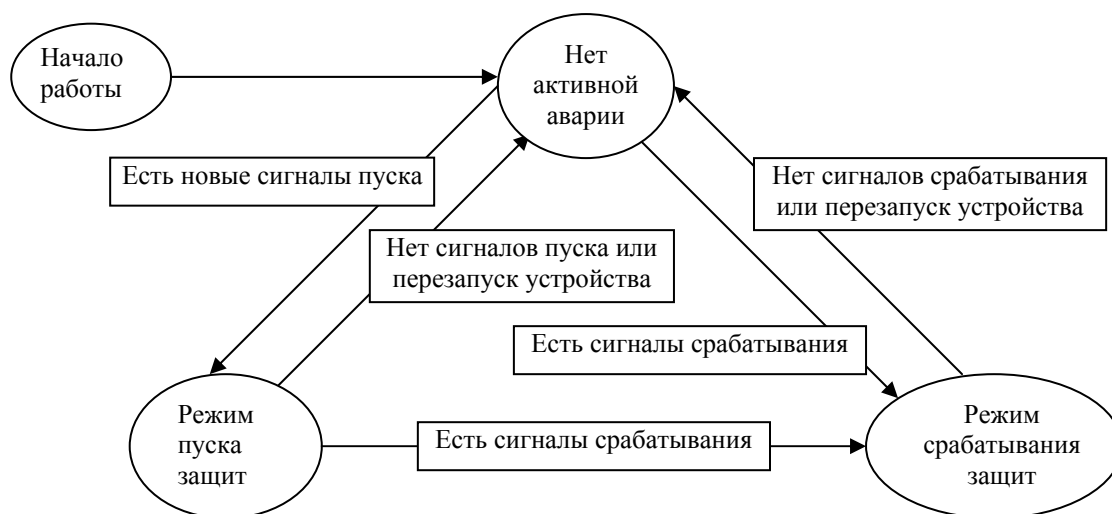 Начало
работы
Нет
активной
аварии
Есть новые сигналы пуска
Нет сигналов срабатывания
или перезапуск устройства
Нет сигналов пуска или
перезапуск устройства
Есть сигналы срабатывания
Режим
пуска
защит
Есть сигналы срабатывания
Режим
срабатывания
защит